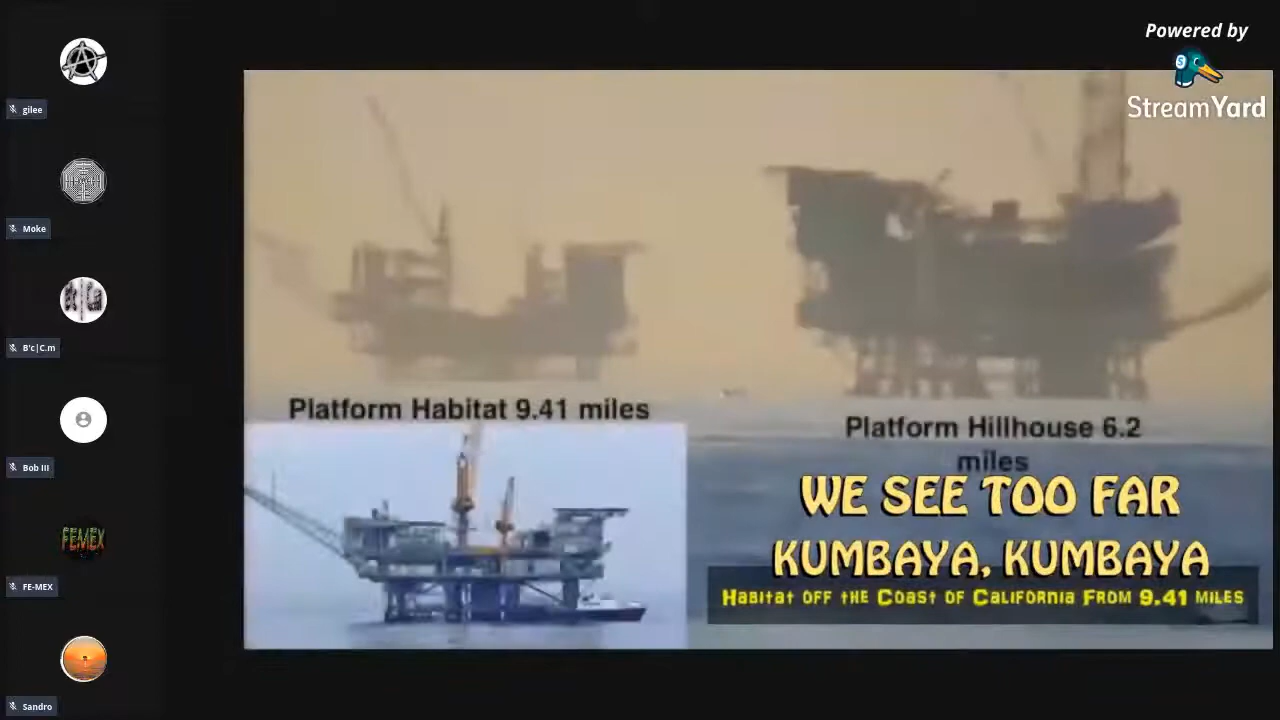 Powered by
StreamYard
gilee
Moke
B'c|C.m
Bob III
FEMEX
FE-MEX
Sandro
Platform Habitat 9.41 miles
Platform Hillhouse 6.2
miles
WE SEE TOO FAR
KUMBAYA, KUMBAYA
Habitat off the Coast of California From 9.41 miles